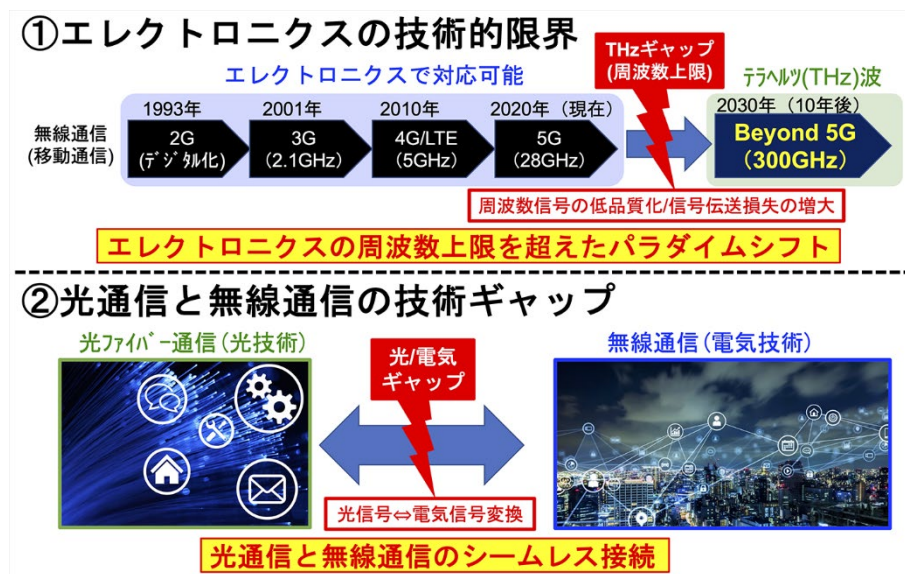 ①エレクトロニクスの技術的限界
THzギャップ
(周波数上限)
エレクトロニクスで対応可能
ﾃﾗﾍﾙﾂ(THz)波
1993年
2001年
2010年
2020年（現在）
2030年（10年後）
無線通信
(移動通信)
2G
(ﾃﾞｼﾞﾀﾙ化)
3G
(2.1GHz)
4G/LTE
(5GHz)
5G
(28GHz)
Beyond 5G
(300GHz)
周波数信号の低品質化/信号伝送損失の増大
エレクトロニクスの周波数上限を超えたパラダイムシフト
②光通信と無線通信の技術ギャップ
光ﾌｧｲﾊﾞｰ通信(光技術)
光/電気
ギャップ
無線通信(電気技術)
光信号⇔電気信号変換
光通信と無線通信のシームレス接続